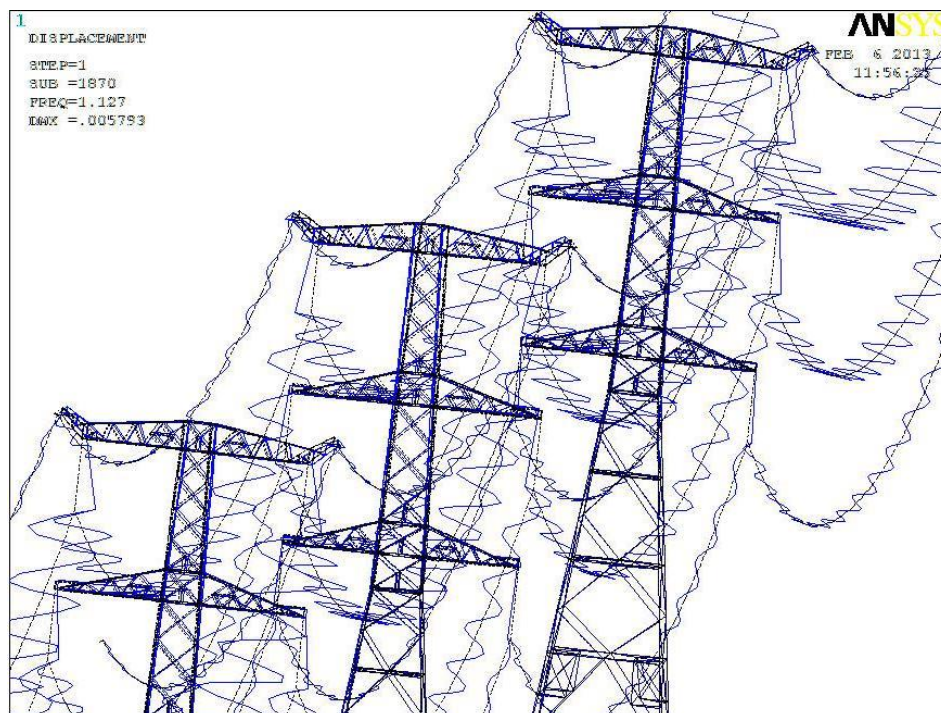 1
DISPLACEMENT
STEP=1
SUB =1870
FREQ=1.127
DMX =.005793
ANSYS
FEB 6 2013